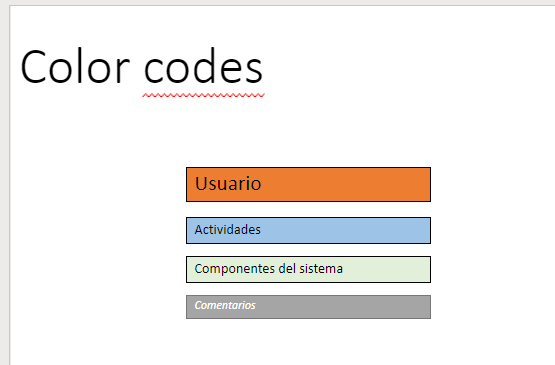 Color codes
Usuario
Actividades
Componentes del sistema
Comentarios